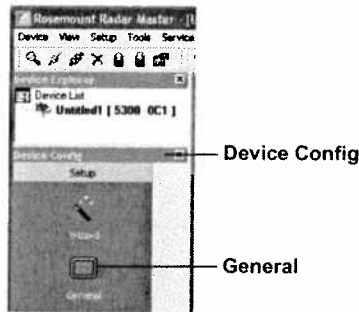 Rosemount Radar Master - [
Device View Setup Tools Service
Device Explorer
Device List
Untitled1 [ 5300 0C1 ]
Device Config
Device Config
Setup
Wizard
General
General